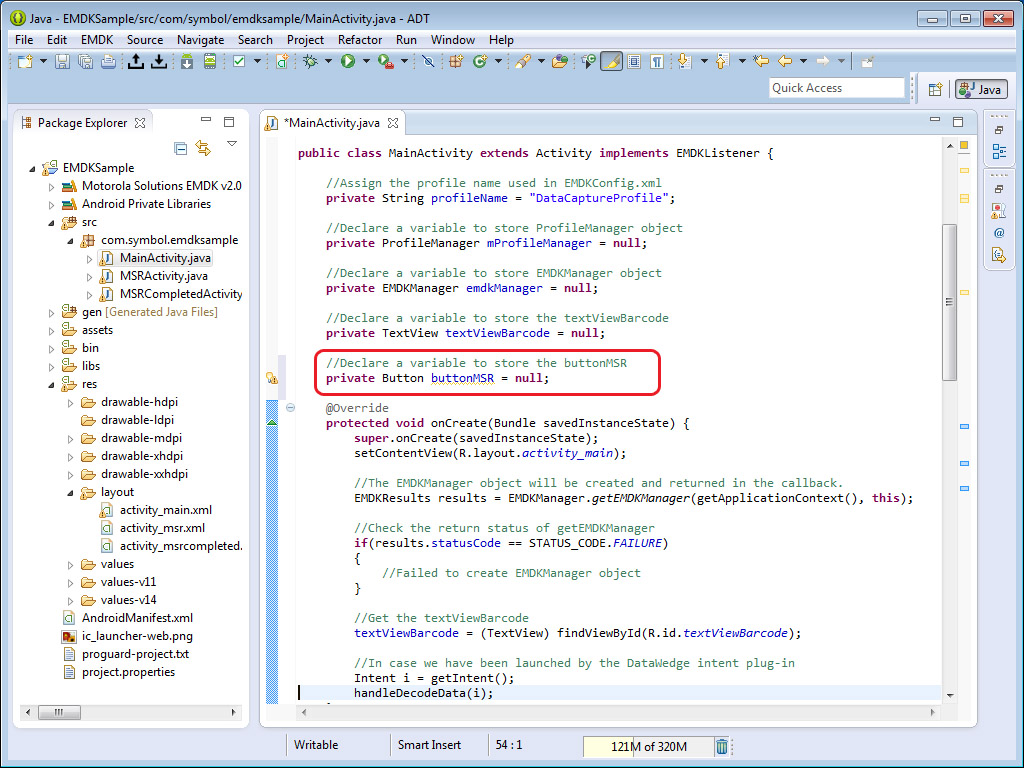 Java - EMDKSample/src/com/symbol/emdksample/MainActivity.java - ADT
File Edit EMDK Source Navigate Search Project Refactor Run Window Help
Quick Access
Java
Package Explorer
EMDKSample
Motorola Solutions EMDK v2.0
Android Private Libraries
src
com.symbol.emdksample
MainActivity.java
MSRActivity.java
MSRCompletedActivity
gen [Generated Java Files]
assets
bin
libs
res
drawable-hdpi
drawable-ldpi
drawable-mdpi
drawable-xhdpi
drawable-xxhdpi
layout
activity_main.xml
activity_msr.xml
activity_msrcompleted.
values
values-v11
values-v14
AndroidManifest.xml
ic_launcher-web.png
proguard-project.txt
project.properties
*MainActivity.java
public class MainActivity extends Activity implements EMDKListener {
//Assign the profile name used in EMDKConfig.xml
private String profileName = "DataCaptureProfile";
//Declare a variable to store ProfileManager object
private ProfileManager mProfileManager = null;
//Declare a variable to store EMDKManager object
private EMDKManager emdkManager = null;
//Declare a variable to store the textViewBarcode
private TextView textViewBarcode = null;
//Declare a variable to store the buttonMSR
private Button buttonMSR = null;
@Override
protected void onCreate(Bundle savedInstanceState) {
super.onCreate(savedInstanceState);
setContentView(R.layout.activity_main);
//The EMDKManager object will be created and returned in the callback.
EMDKResults results = EMDKManager.getEMDKManager(getApplicationContext(), this);
//Check the return status of getEMDKManager
if(results.statusCode == STATUS_CODE.FAILURE)
{
//Failed to create EMDKManager object
}
//Get the textViewBarcode
textViewBarcode = (TextView) findViewById(R.id.textViewBarcode);
//In case we have been launched by the DataWedge intent plug-in
Intent i = getIntent();
handleDecodeData(i);
Writable
Smart Insert
54 : 1
121M of 320M